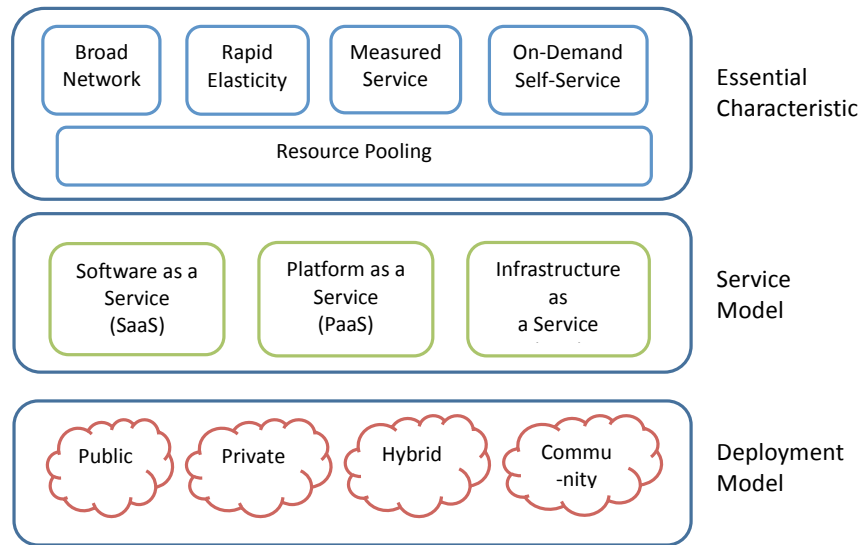 Broad
Network
Rapid
Elasticity
Measured
Service
On-Demand
Self-Service
Resource Pooling
Essential
Characteristic
Software as a
Service
(SaaS)
Platform as a
Service
(PaaS)
Infrastructure
as
a Service
Service
Model
Public
Private
Hybrid
Commu
-nity
Deployment
Model